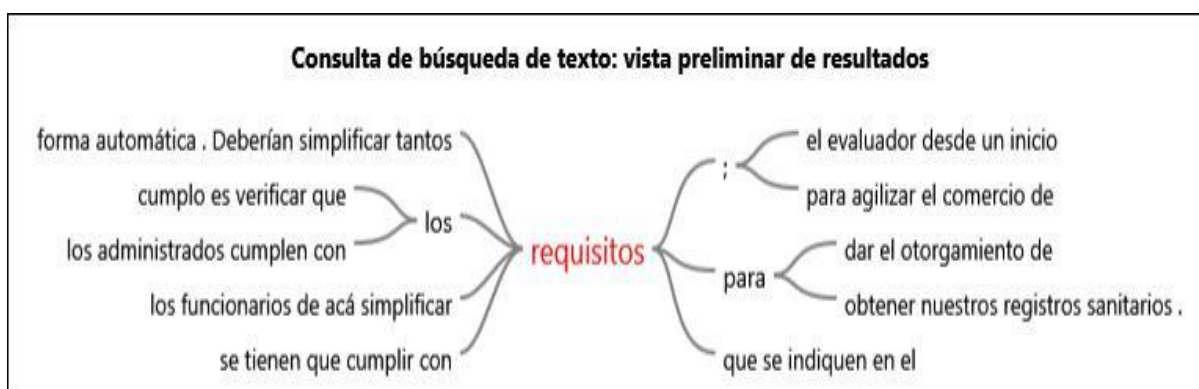 Consulta de búsqueda de texto: vista preliminar de resultados
forma automática . Deberían simplificar tantos
cumplo es verificar que
los
los administrados cumplen con
los funcionarios de acá simplificar
se tienen que cumplir con
requisitos
;
el evaluador desde un inicio
para agilizar el comercio de
para
dar el otorgamiento de
obtener nuestros registros sanitarios .
que se indiquen en el